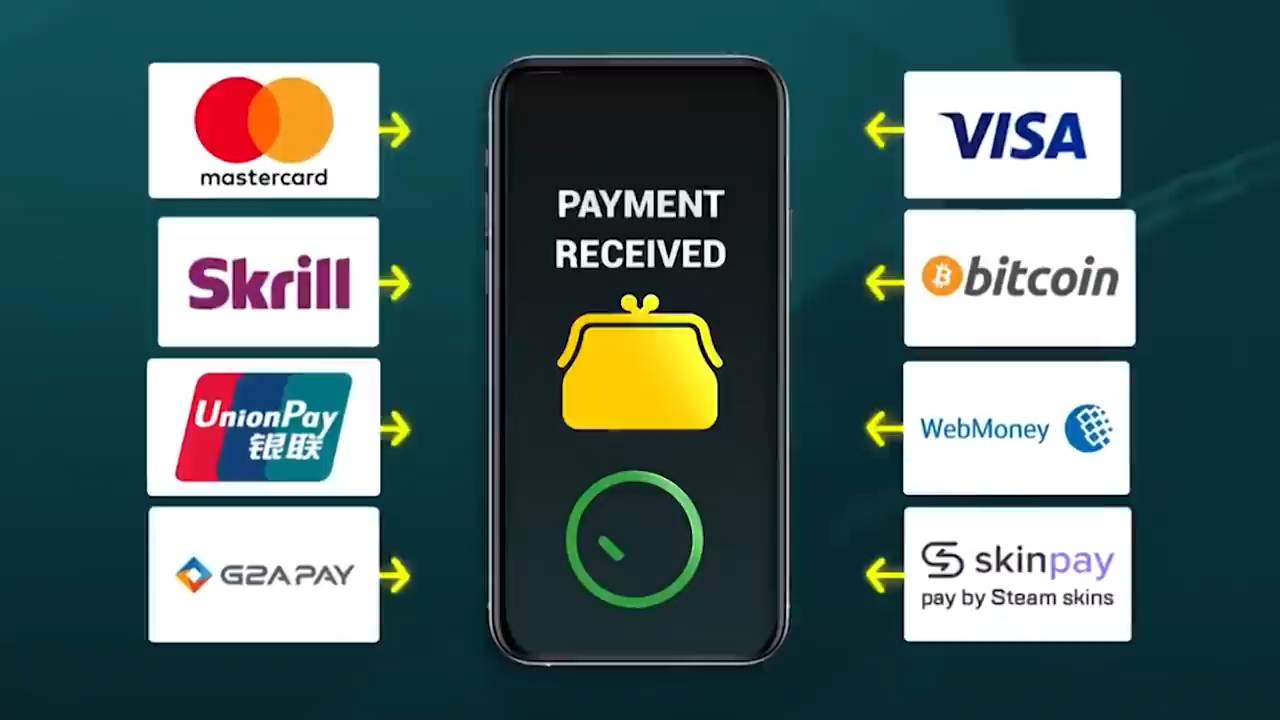 mastercard
Skrill
UnionPay
银联
G2A PAY
PAYMENT
RECEIVED
VISA
bitcoin
WebMoney
skinpay
pay by Steam skins